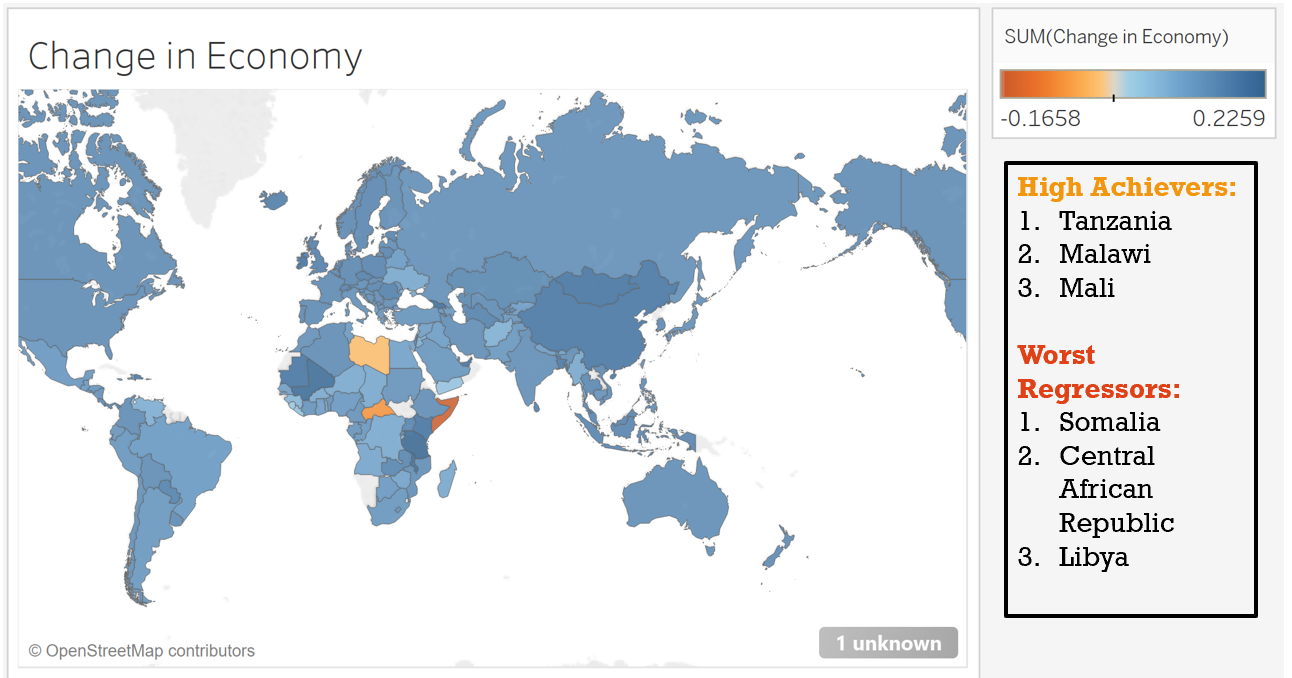 Change in Economy
© OpenStreetMap contributors
1 unknown
SUM(Change in Economy)
-0.1658 0.2259
High Achievers:
1. Tanzania
2. Malawi
3. Mali
Worst
Regressors:
1. Somalia
2. Central
African
Republic
3. Libya